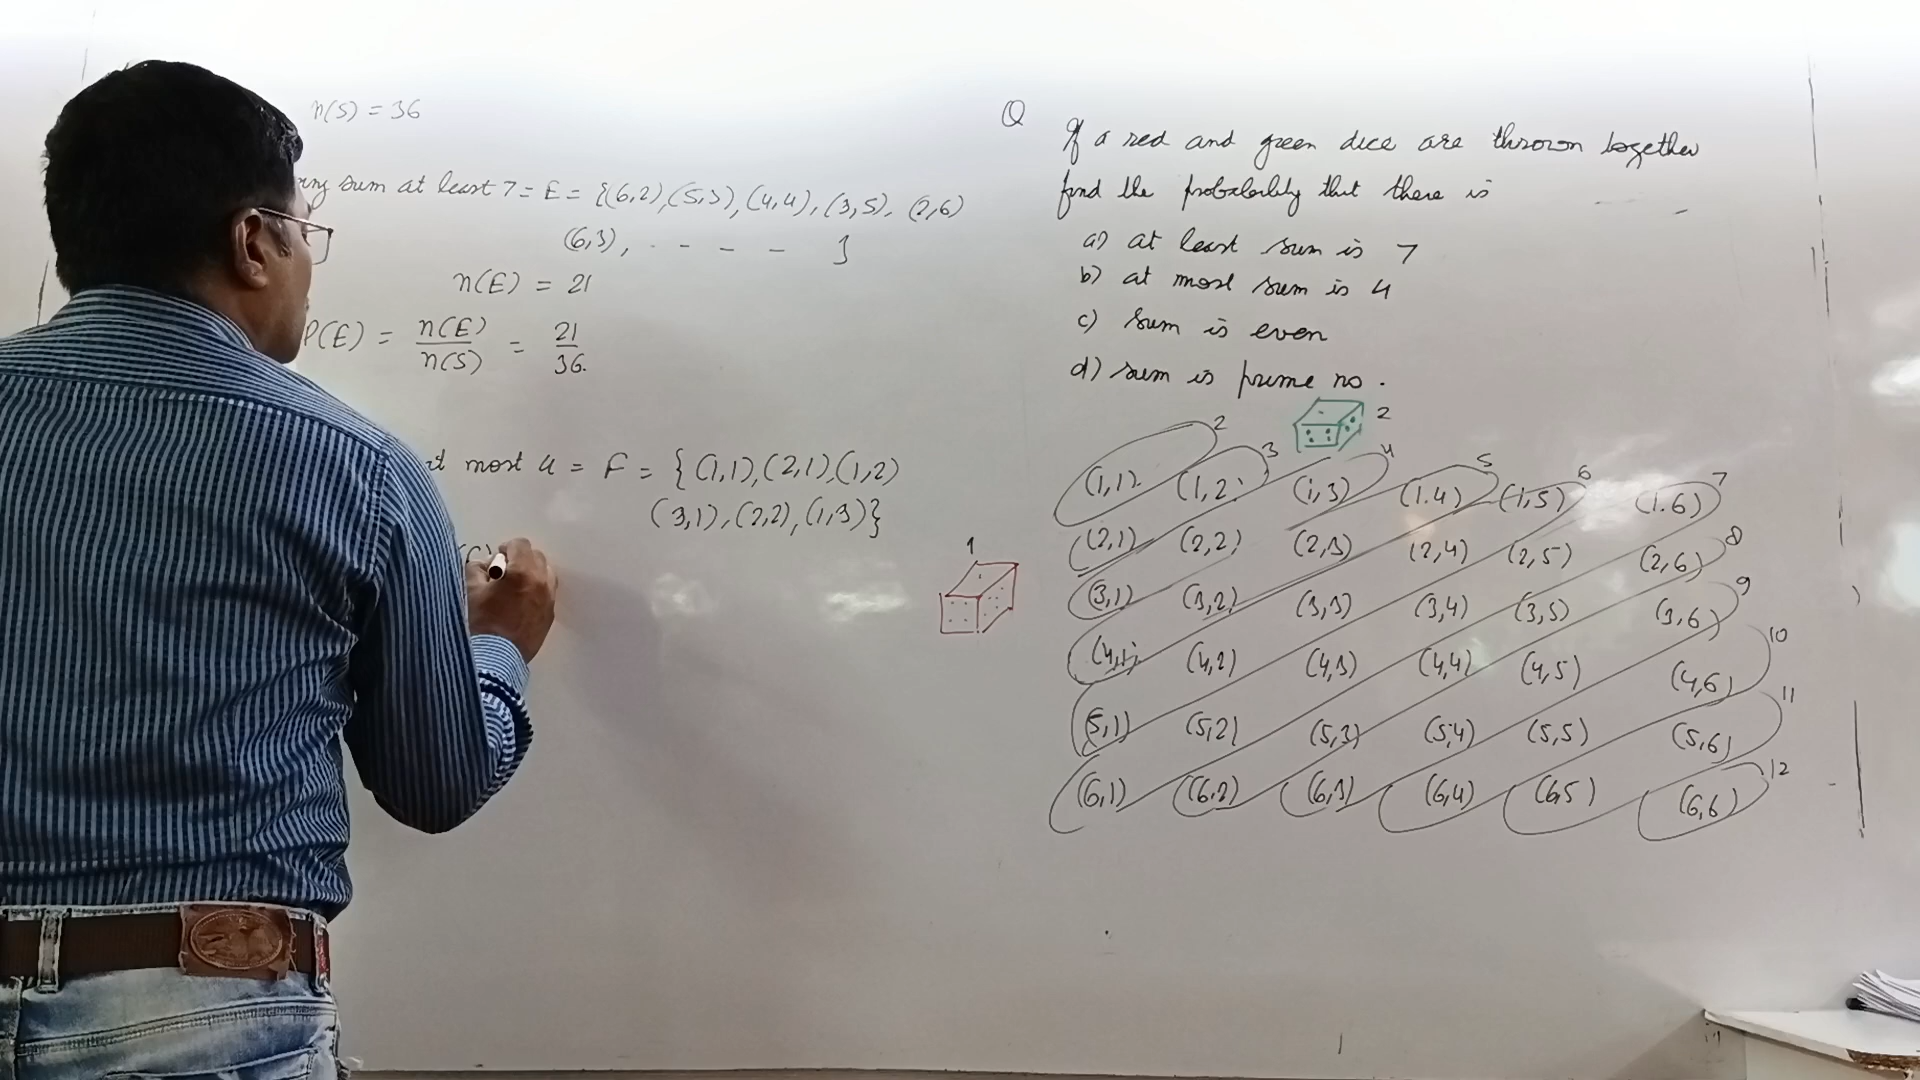 n(S) = 36
sum at least 7 = E = {(6,2),(5,3),(4,4),(3,5),(2,6)
(6,3), - - - - }
n(E) = 21
P(E) = n(E)/n(S) = 21/36.
at most 4 = F = {(1,1),(2,1),(1,2)
(3,1),(2,2),(1,3)}
Q
If a red and green dice are thrown together
find the probability that there is
a) at least sum is 7
b) at most sum is 4
c) sum is even
d) sum is prime no.
1
2
2 3 4 5 6 7
(1,1) (1,2) (1,3) (1.4) (1,5) (1.6)
(2,1) (2,2) (2,3) (2,4) (2,5) (2,6) 8
(3,1) (3,2) (3,3) (3,4) (3,5) (3,6) 9
(4,1) (4,2) (4,3) (4,4) (4,5) (4,6) 10
(5,1) (5,2) (5,3) (5,4) (5,5) (5,6) 11
(6,1) (6,2) (6,3) (6,4) (6,5) (6,6) 12